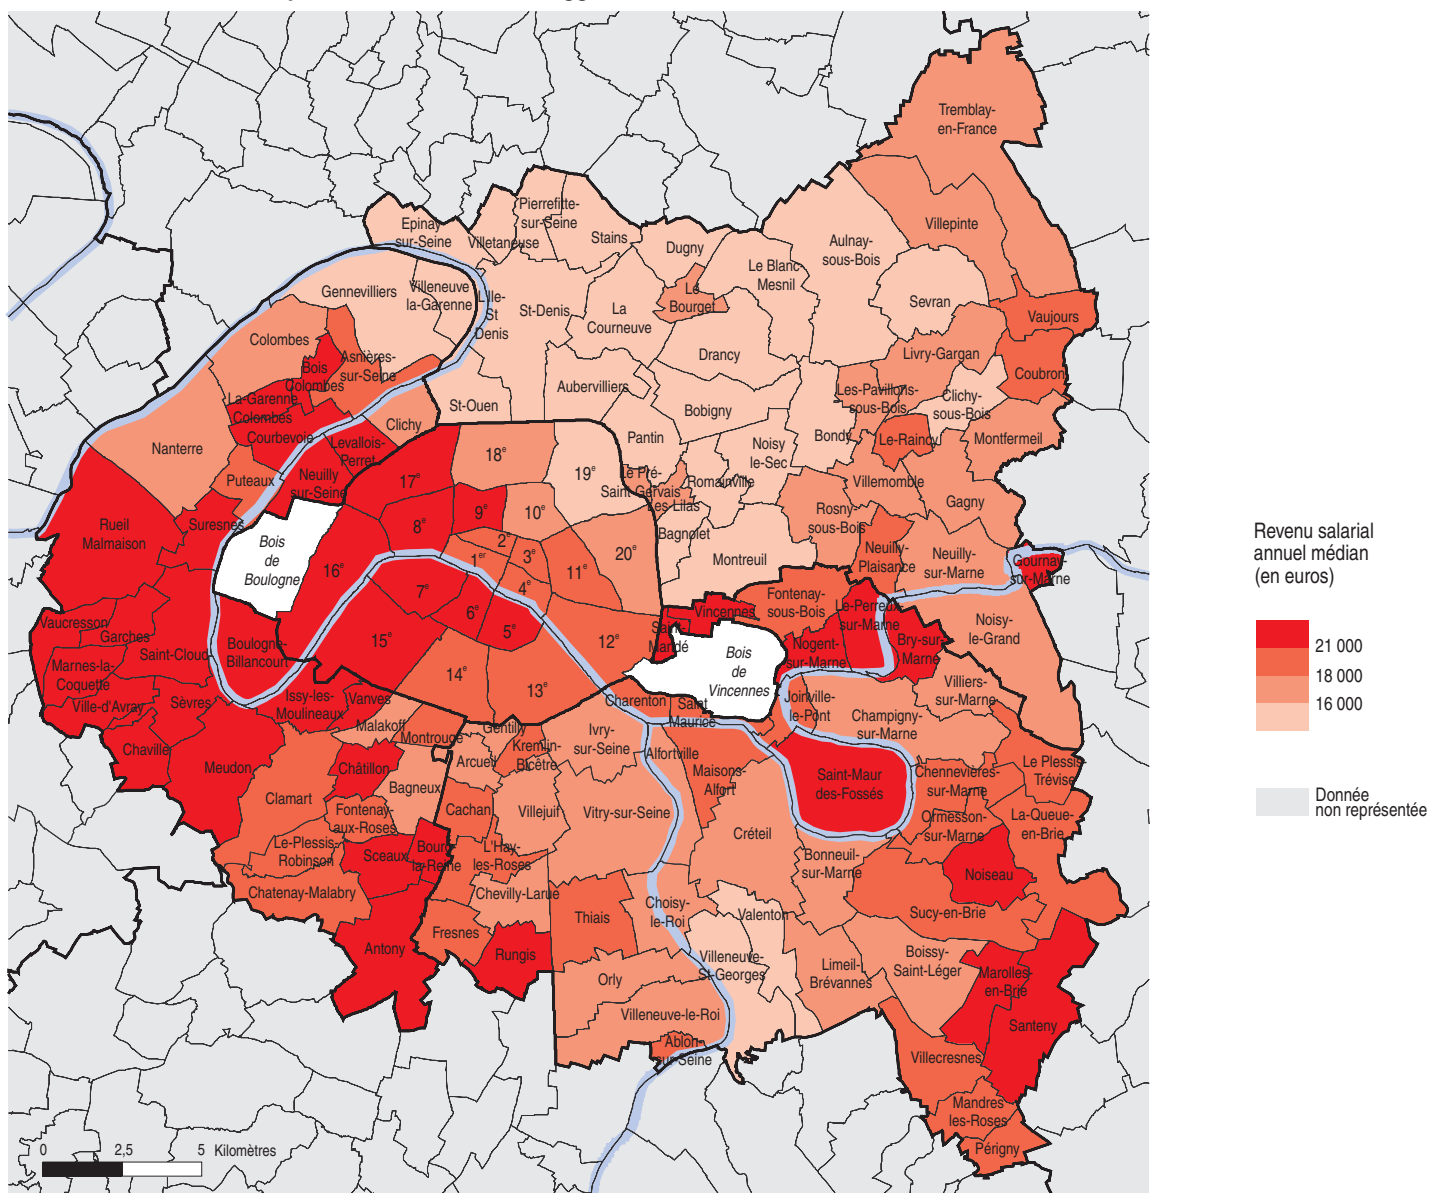 Tremblay-
en-France
Villepinte
Pierrefitte-
sur-Seine
Epinay
sur-Seine
Villetaneuse
Stains
Dugny
Aulnay-
sous-Bois
Le Blanc
Mesnil
Sevran
Vaujours
Gennevilliers
Villeneuve
la-Garenne
L'Ile-
St
Denis
St-Denis
La
Courneuve
Le
Bourget
Drancy
Livry-Gargan
Coubron
Colombes
Asnières-
sur-Seine
Bois
Colombes
La-Garenne
Colombes
Courbevoie
Aubervilliers
St-Ouen
Clichy
Bobigny
Les-Pavillons-
sous-Bois
Clichy-
sous-Bois
Montfermeil
Le-Raincy
Bondy
Pantin
Noisy
le-Sec
Nanterre
Levallois-
Perret
Neuilly
sur-Seine
Puteaux
Le Pré-
Saint-Gervais
Les-Lilas
Romainville
Villemomble
Gagny
Rosny
sous-Bois
Bagnolet
Montreuil
Neuilly-
Plaisance
Neuilly-
sur-Marne
Gournay-
sur-Marne
Rueil
Malmaison
Suresnes
Bois
de
Boulogne
17e
18e
19e
8e
9e
10e
2e
1er
3e
20e
11e
4e
16e
7e
6e
5e
15e
12e
14e
13e
Vincennes
Saint-
Mandé
Fontenay-
sous-Bois
Le-Perreux-
sur-Marne
Nogent-
sur-Marne
Bry-sur-
Marne
Noisy-
le-Grand
Bois
de
Vincennes
Vaucresson
Garches
Marnes-la-
Coquette
Saint-Cloud
Ville-d'Avray
Sèvres
Boulogne-
Billancourt
Issy-les-
Moulineaux
Vanves
Malakoff
Montrouge
Chaville
Meudon
Châtillon
Clamart
Bagneux
Fontenay-
aux-Roses
Le-Plessis-
Robinson
Sceaux
Bourg-
la-Reine
Chatenay-Malabry
Antony
Gentilly
Kremlin-
Bicêtre
Arcueil
Cachan
Villejuif
Ivry-
sur-Seine
Vitry-sur-Seine
L'Hay-
les-Roses
Chevilly-Larue
Fresnes
Rungis
Thiais
Choisy-
le-Roi
Orly
Villeneuve-le-Roi
Ablon-
sur-Seine
Charenton
Saint
Maurice
Alfortville
Maisons-
Alfort
Créteil
Joinville-
le-Pont
Champigny-
sur-Marne
Villiers-
sur-Marne
Saint-Maur
des-Fossés
Chennevieres-
sur-Marne
Le Plessis
Trévise
Ormesson-
sur-Marne
La-Queue-
en-Brie
Bonneuil-
sur-Marne
Noiseau
Sucy-en-Brie
Valenton
Villeneuve-
St-Georges
Limeil-
Brévannes
Boissy-
Saint-Léger
Marolles-
en-Brie
Santeny
Villecresnes
Mandres
les-Roses
Périgny
Revenu salarial
annuel médian
(en euros)
21 000
18 000
16 000
Donnée
non représentée
0 2,5 5 Kilomètres